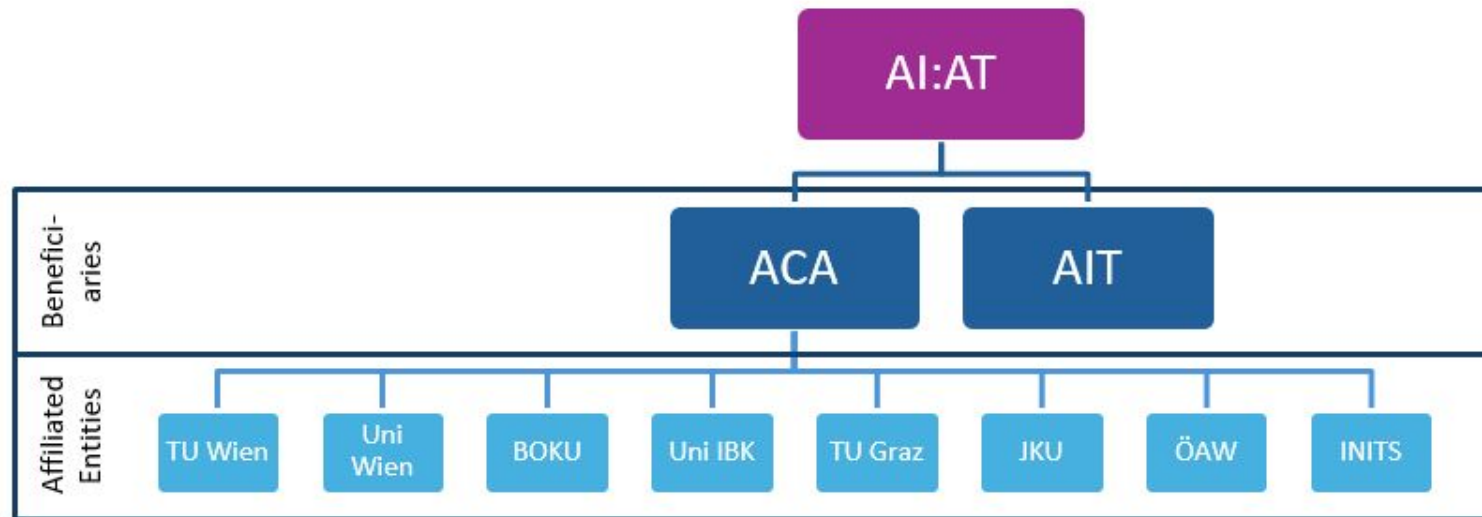 AI:AT
Benefici-
aries
ACA
AIT
Affiliated
Entities
TU Wien
Uni
Wien
BOKU
Uni IBK
TU Graz
JKU
ÖAW
INITS